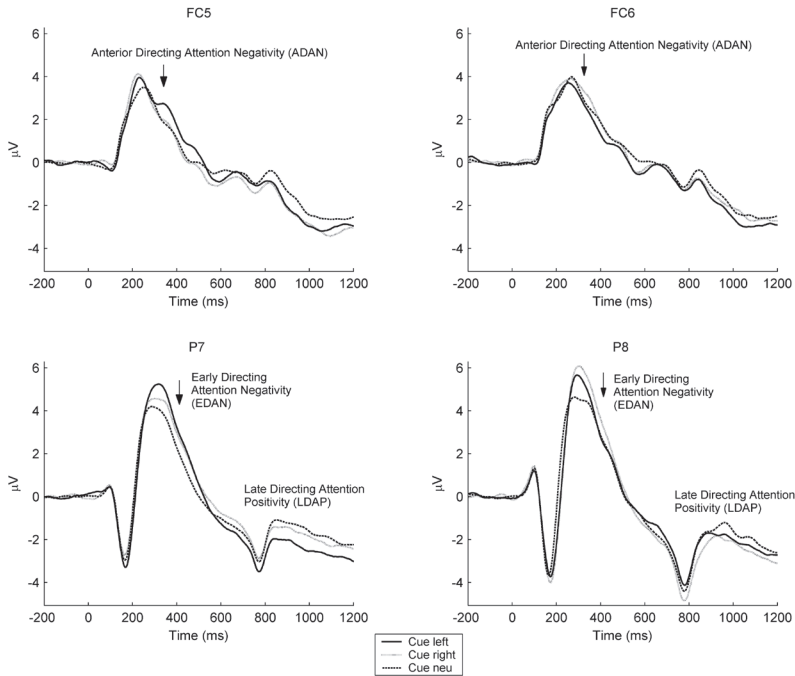 FC5
FC6
6
4
2
0
-2
-4
μV
Anterior Directing Attention Negativity (ADAN)
-200 0 200 400 600 800 1000 1200
Time (ms)
6
4
2
0
-2
-4
μV
Anterior Directing Attention Negativity (ADAN)
-200 0 200 400 600 800 1000 1200
Time (ms)
P7
P8
6
4
2
0
-2
-4
μV
Early Directing
Attention Negativity
(EDAN)
Late Directing Attention
Positivity (LDAP)
-200 0 200 400 600 800 1000 1200
Time (ms)
6
4
2
0
-2
-4
μV
Early Directing
Attention Negativity
(EDAN)
Late Directing Attention
Positivity (LDAP)
-200 0 200 400 600 800 1000 1200
Time (ms)
Cue left
Cue right
Cue neu